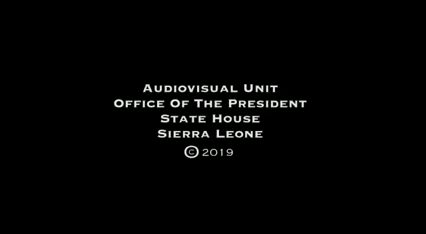 Audiovisual Unit
Office Of The President
State House
Sierra Leone
© 2019